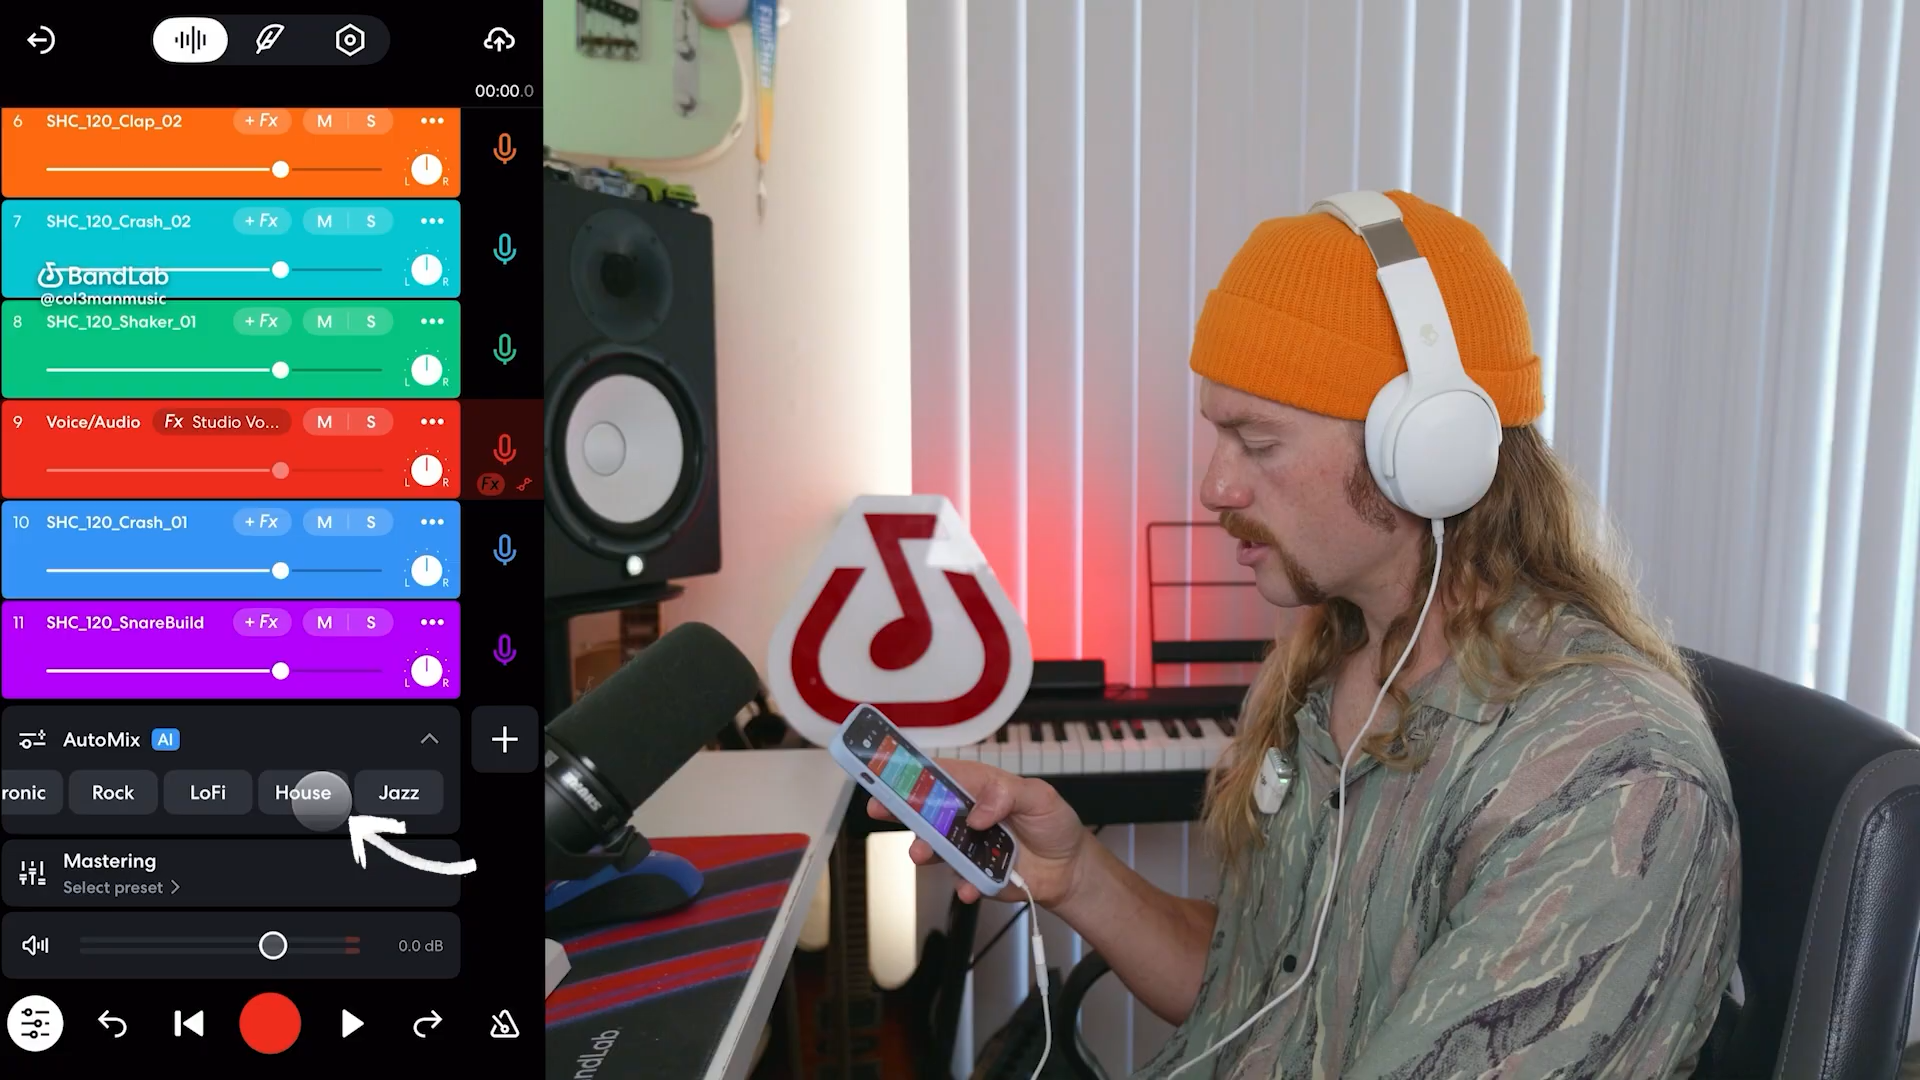 00:00.0
6 SHC_120_Clap_02 + Fx M S
L R
7 SHC_120_Crash_02 + Fx M S
BandLab
L R
@col3manmusic
8 SHC_120_Shaker_01 + Fx M S
L R
9 Voice/Audio Fx Studio Vo... M S
L R
Fx
10 SHC_120_Crash_01 + Fx M S
L R
11 SHC_120_SnareBuild + Fx M S
L R
AutoMix AI
ronic Rock LoFi House Jazz
Mastering
Select preset >
0.0 dB
FINISHER
ndLab